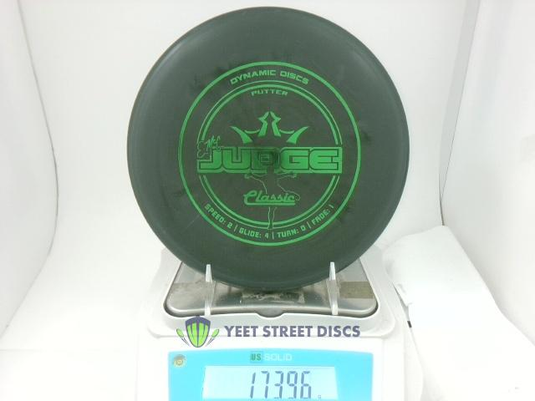 DYNAMIC DISCS
PUTTER
EMAC
JUDGE
Classic
SPEED: 2 | GLIDE: 4 | TURN: 0 | FADE: 1
YEET STREET DISCS
U.S. SOLID
173.96